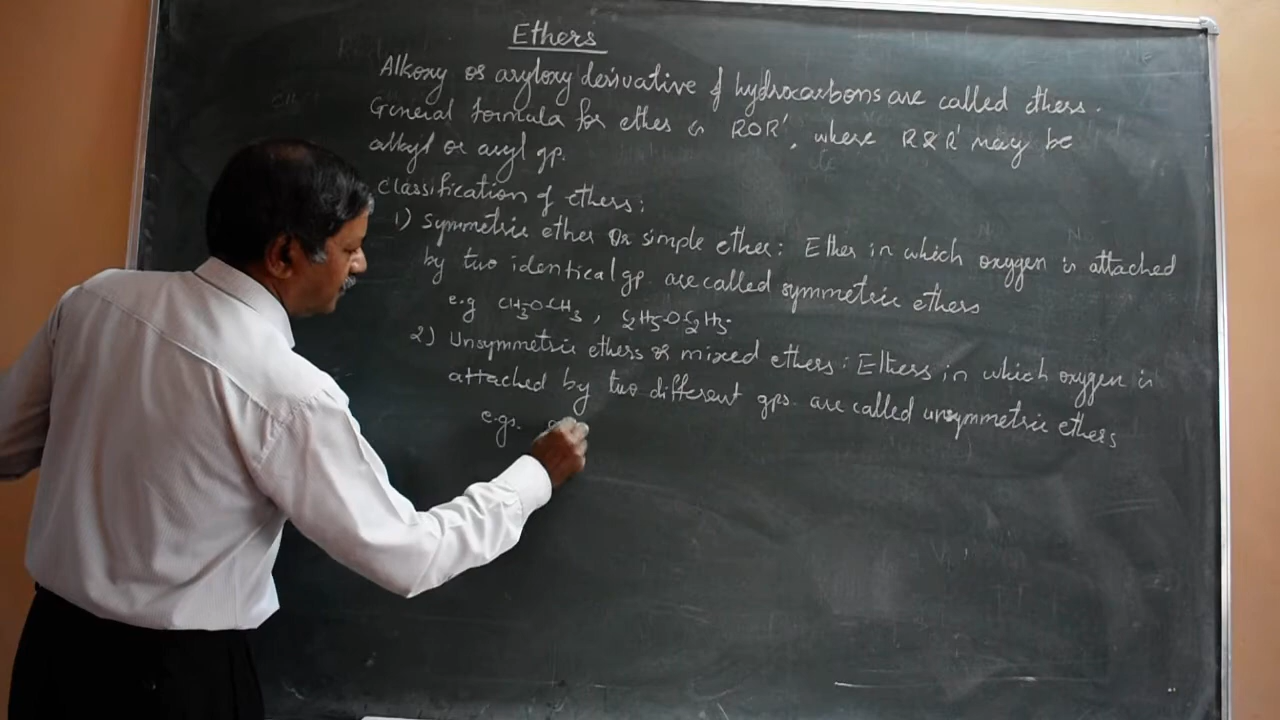 Ethers
Alkoxy or aryloxy derivative of hydrocarbons are called ethers.
General formula for ether is ROR', where R & R' may be
alkyl or aryl gp.
Classification of ethers:
1) Symmetric ether or simple ether: Ether in which oxygen is attached
by two identical gp. are called symmetric ethers
e.g CH3-O-CH3, C2H5-O-C2H5.
2) Unsymmetric ethers or mixed ethers: Ethers in which oxygen is
attached by two different gps. are called unsymmetric ethers
e.gs.